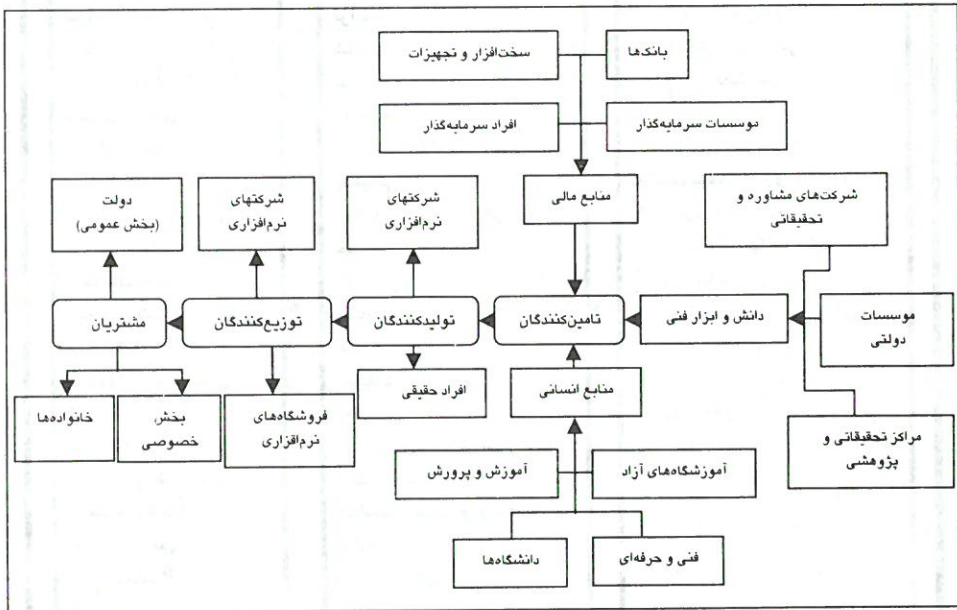 بانک‌ها
سخت‌افزار و تجهیزات
موسسات سرمایه‌گذار
افراد سرمایه‌گذار
شرکت‌های مشاوره و
تحقیقاتی
منابع مالی
شرکتهای
نرم‌افزاری
شرکتهای
نرم‌افزاری
دولت
(بخش عمومی)
موسسات
دولتی
دانش و ابزار فنی
تامین‌کنندگان
تولیدکنندگان
توزیع‌کنندگان
مشتریان
منابع انسانی
افراد حقیقی
فروشگاه‌های
نرم‌افزاری
بخش
خصوصی
خانواده‌ها
مراکز تحقیقاتی و
پژوهشی
آموزشگاه‌های آزاد
آموزش و پرورش
فنی و حرفه‌ای
دانشگاه‌ها